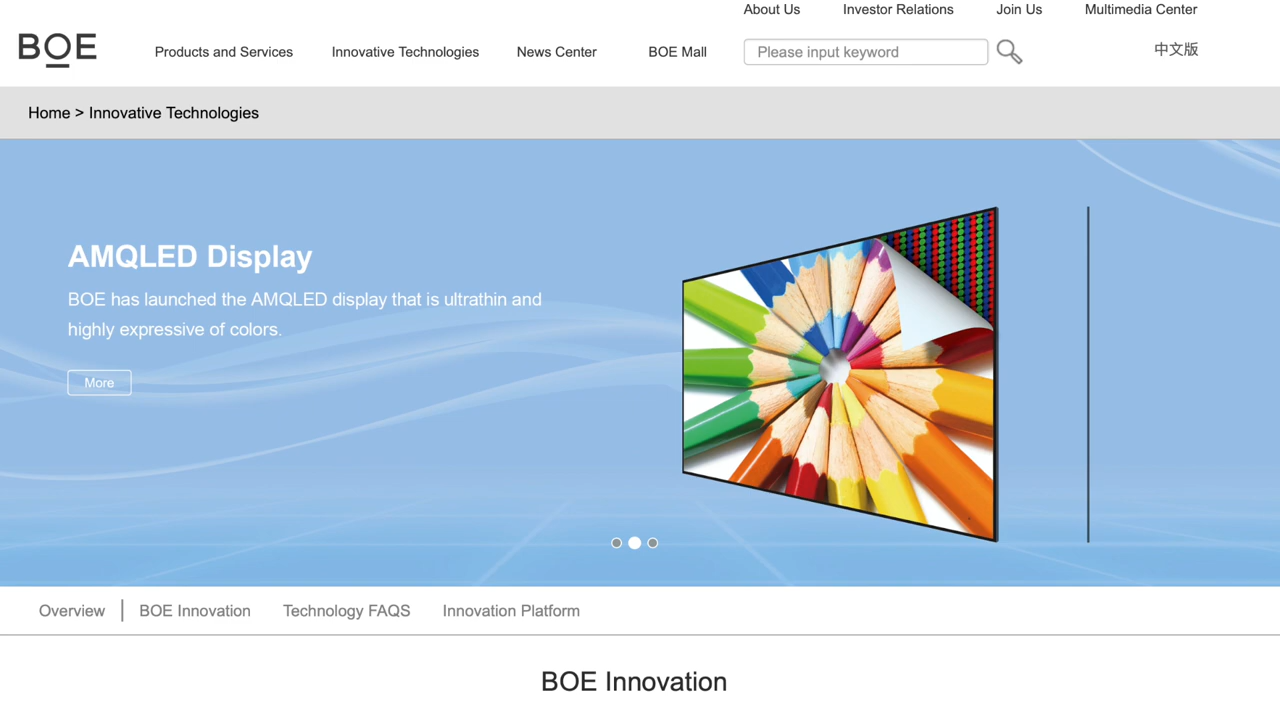 About Us Investor Relations Join Us Multimedia Center
BOE Products and Services Innovative Technologies News Center BOE Mall Please input keyword 中文版
Home > Innovative Technologies
AMQLED Display
BOE has launched the AMQLED display that is ultrathin and
highly expressive of colors.
More
Overview BOE Innovation Technology FAQS Innovation Platform
BOE Innovation